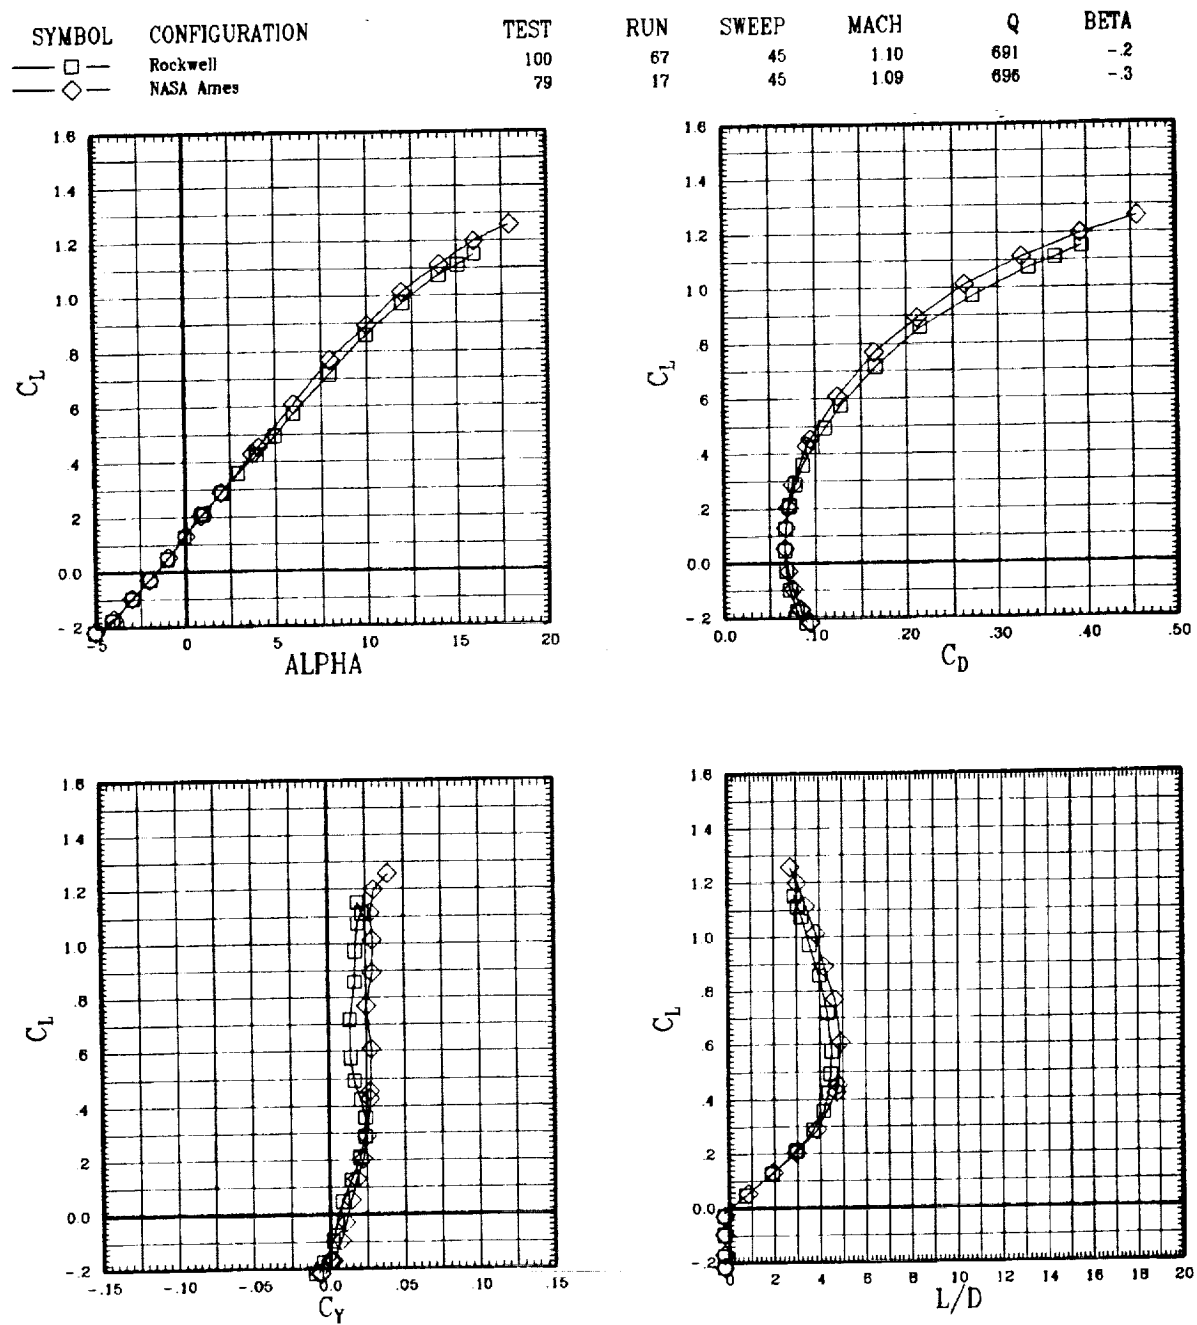 SYMBOL CONFIGURATION TEST RUN SWEEP MACH Q BETA
Rockwell 100 67 45 1.10 691 -.2
NASA Ames 79 17 45 1.09 696 -.3
1.6
1.4
1.2
1.0
.8
.6
.4
.2
0.0
-.2
C_L
-5 0 5 10 15 20
ALPHA
1.6
1.4
1.2
1.0
.8
.6
.4
.2
0.0
-.2
C_L
0.0 .10 .20 .30 .40 .50
C_D
1.6
1.4
1.2
1.0
.8
.6
.4
.2
0.0
-.2
C_L
-.15 -.10 -.05 0.0 .05 .10 .15
C_Y
1.6
1.4
1.2
1.0
.8
.6
.4
.2
0.0
-.2
C_L
0 2 4 6 8 10 12 14 16 18 20
L/D